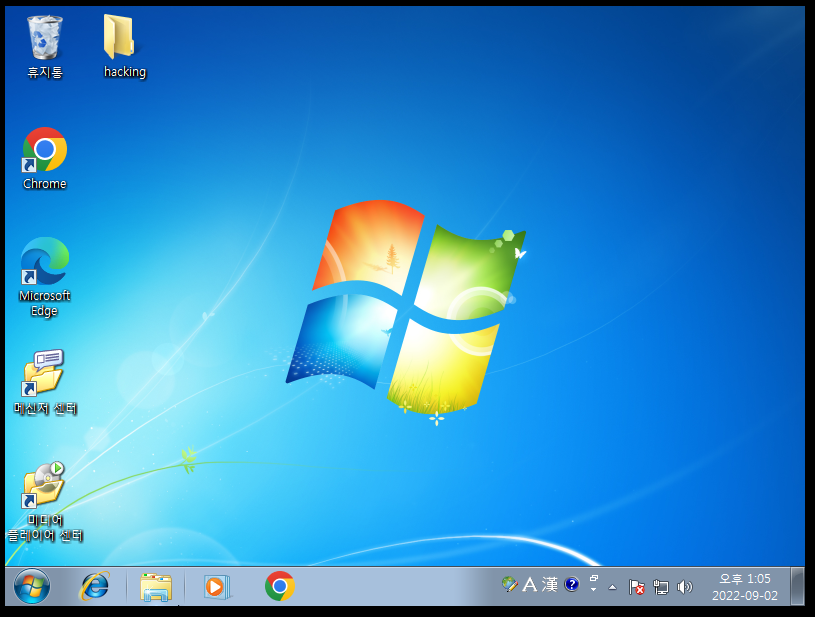 휴지통
hacking
Chrome
Microsoft
Edge
메신저 센터
미디어
플레이어 센터
A 漢
오후 1:05
2022-09-02